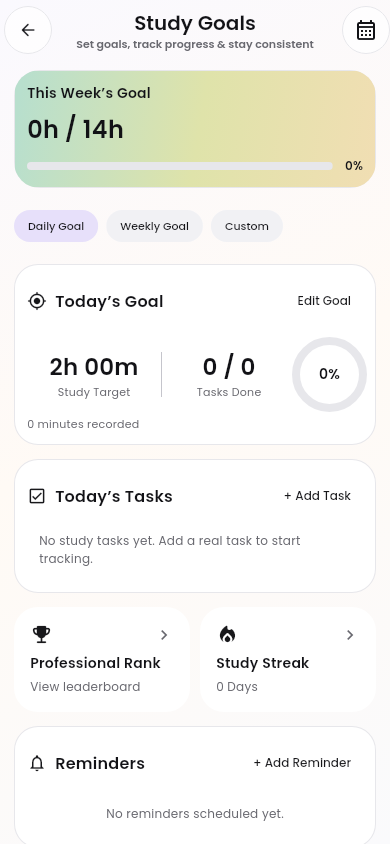 Study Goals
Set goals, track progress & stay consistent
This Week's Goal
0h / 14h
0%
Daily Goal
Weekly Goal
Custom
Today's Goal
Edit Goal
2h 00m
0 / 0
0%
Study Target
Tasks Done
0 minutes recorded
Today's Tasks
+ Add Task
No study tasks yet. Add a real task to start
tracking.
Professional Rank
View leaderboard
Study Streak
0 Days
Reminders
+ Add Reminder
No reminders scheduled yet.